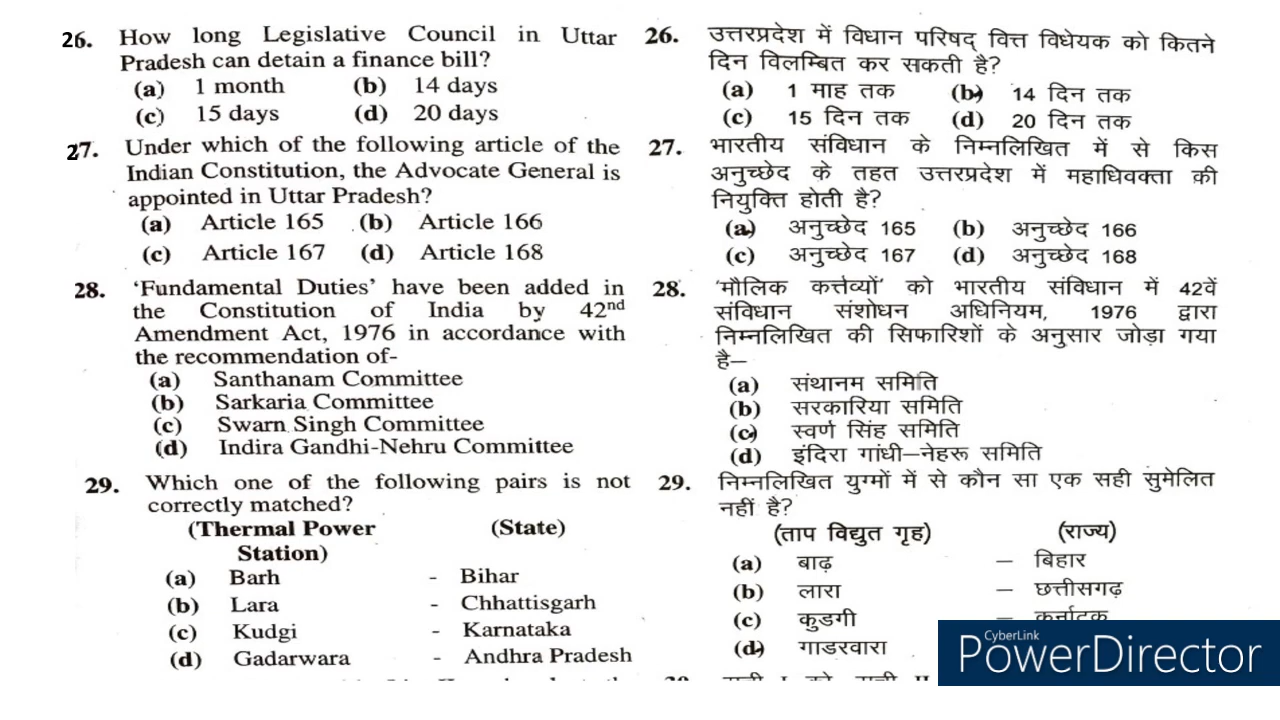 26. How long Legislative Council in Uttar
Pradesh can detain a finance bill?
(a) 1 month (b) 14 days
(c) 15 days (d) 20 days
27. Under which of the following article of the
Indian Constitution, the Advocate General is
appointed in Uttar Pradesh?
(a) Article 165 (b) Article 166
(c) Article 167 (d) Article 168
28. ‘Fundamental Duties’ have been added in
the Constitution of India by 42nd
Amendment Act, 1976 in accordance with
the recommendation of-
(a) Santhanam Committee
(b) Sarkaria Committee
(c) Swarn Singh Committee
(d) Indira Gandhi-Nehru Committee
29. Which one of the following pairs is not
correctly matched?
(Thermal Power (State)
Station)
(a) Barh - Bihar
(b) Lara - Chhattisgarh
(c) Kudgi - Karnataka
(d) Gadarwara - Andhra Pradesh
26. उत्तरप्रदेश में विधान परिषद् वित्त विधेयक को कितने
दिन विलम्बित कर सकती है?
(a) 1 माह तक (b) 14 दिन तक
(c) 15 दिन तक (d) 20 दिन तक
27. भारतीय संविधान के निम्नलिखित में से किस
अनुच्छेद के तहत उत्तरप्रदेश में महाधिवक्ता की
नियुक्ति होती है?
(a) अनुच्छेद 165 (b) अनुच्छेद 166
(c) अनुच्छेद 167 (d) अनुच्छेद 168
28. ‘मौलिक कर्त्तव्यों’ को भारतीय संविधान में 42वें
संविधान संशोधन अधिनियम, 1976 द्वारा
निम्नलिखित की सिफारिशों के अनुसार जोड़ा गया
है—
(a) संथानम समिति
(b) सरकारिया समिति
(c) स्वर्ण सिंह समिति
(d) इंदिरा गांधी—नेहरू समिति
29. निम्नलिखित युग्मों में से कौन सा एक सही सुमेलित
नहीं है?
(ताप विद्युत गृह) (राज्य)
(a) बाढ़ — बिहार
(b) लारा — छत्तीसगढ़
(c) कुडगी — कर्नाटक
(d) गाडरवारा
CyberLink
PowerDirector